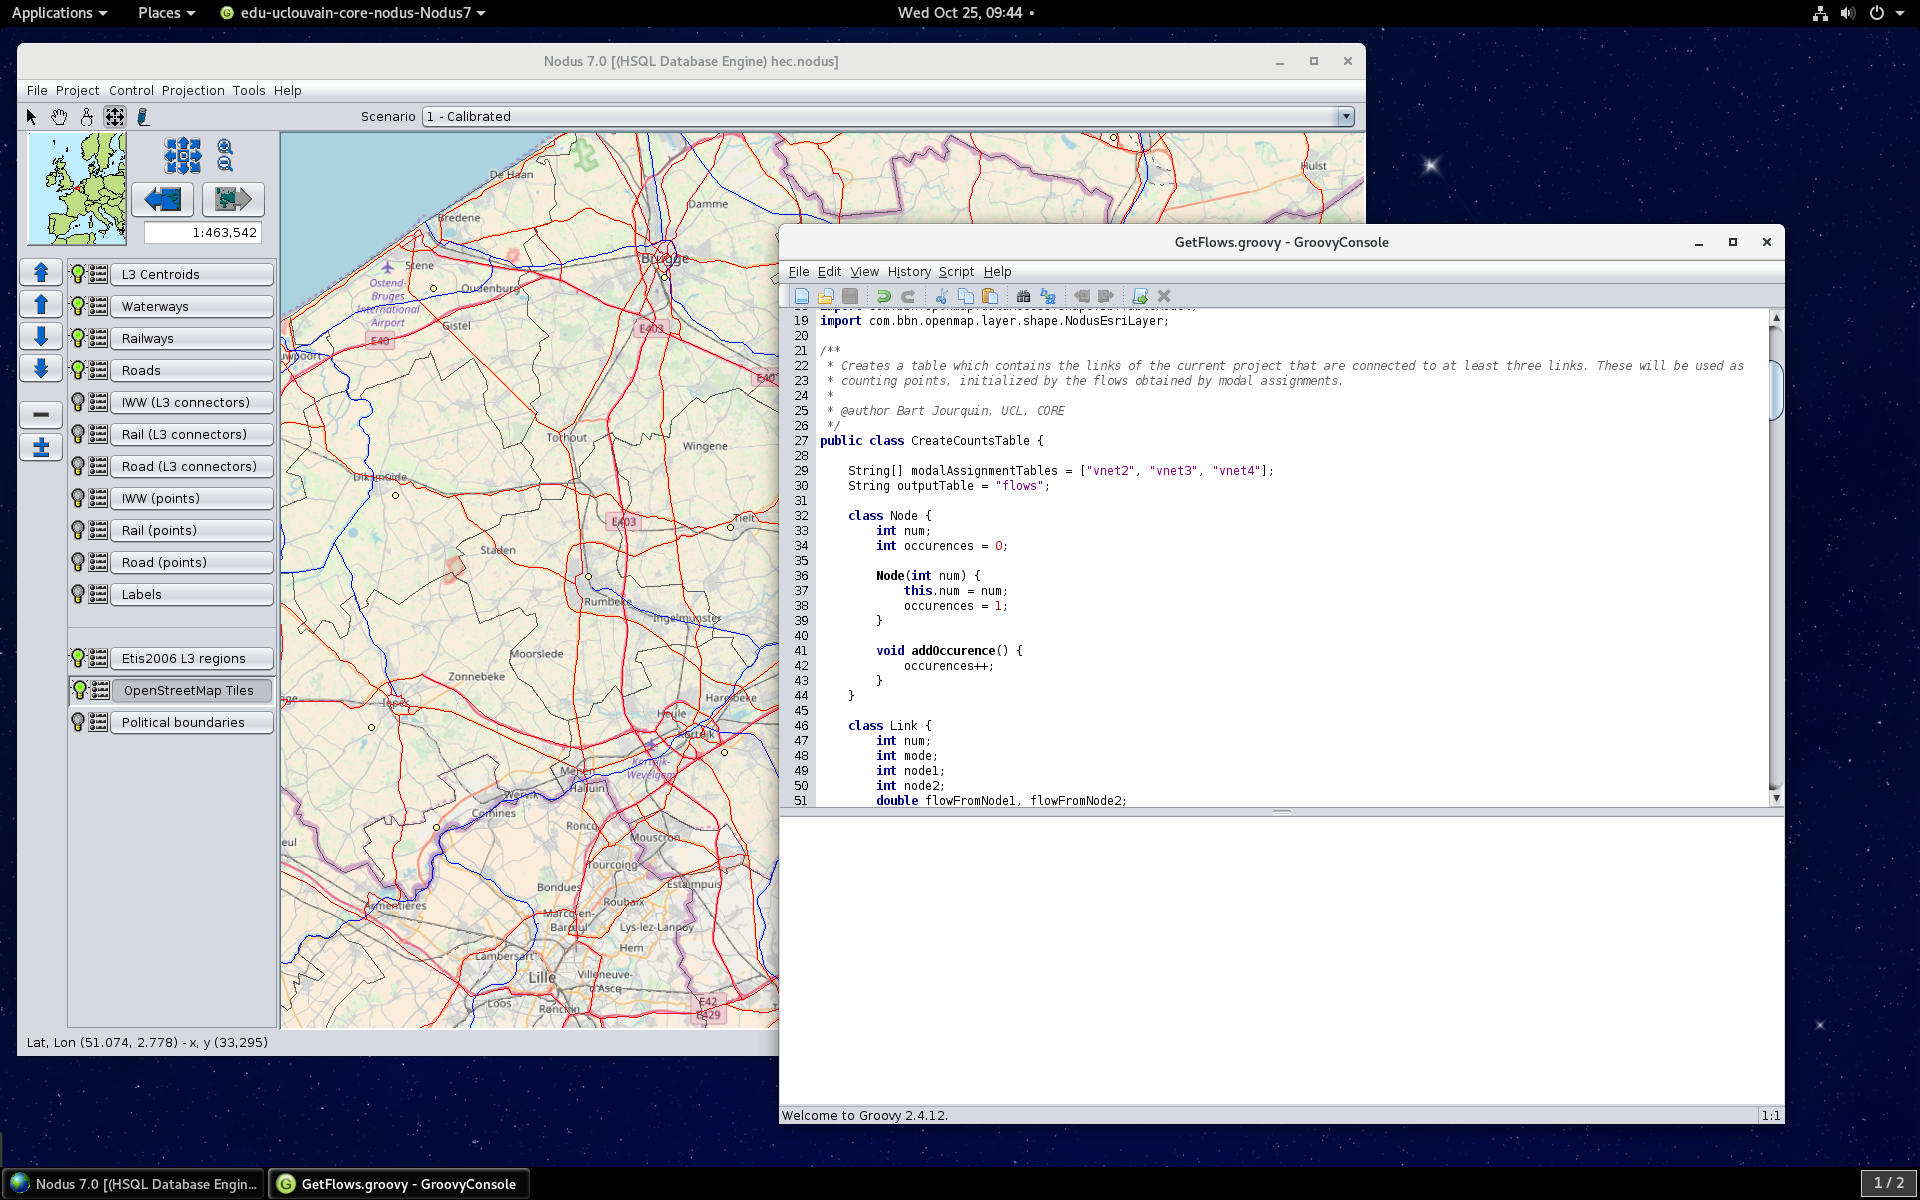 Applications Places edu-uclouvain-core-nodus-Nodus7 Wed Oct 25, 09:44
Nodus 7.0 [(HSQL Database Engine) hec.nodus]
File Project Control Projection Tools Help
Scenario 1 - Calibrated
1:463,542
L3 Centroids
Waterways
Railways
Roads
IWW (L3 connectors)
Rail (L3 connectors)
Road (L3 connectors)
IWW (points)
Rail (points)
Road (points)
Labels
Etis2006 L3 regions
OpenStreetMap Tiles
Political boundaries
De Haan
Hulst
Damme
Bredene
Brugge
Stene
Ostend-
Bruges
International
Airport
Oudenburg
Gistel
E403
E40
E40
Torhout
Wingene
Diksmuide
E403
Tielt
Staden
Rumbeke
Ingelmunster
Moorslede
Zonnebeke
Harelbeke
Ieper
Heule
Kortrijk
Kortrijk-
Wevelgem
Menen
Halluin
Wervik
Comines
Roncq
Mouscron
Tourcoing
Estaimpuis
Bondues
Roubaix
Armentières
Marcq-en-
Barœul
Lys-lez-Lannoy
Hem
Lambersart
Lille
Villeneuve-
d'Ascq
Loos
Ronchin
E42
E429
Lat, Lon (51.074, 2.778) - x, y (33,295)
GetFlows.groovy - GroovyConsole
File Edit View History Script Help
19 import com.bbn.openmap.layer.shape.NodusEsriLayer;
20
21 /**
22 * Creates a table which contains the links of the current project that are connected to at least three links. These will be used as
23 * counting points, initialized by the flows obtained by modal assignments.
24 *
25 * @author Bart Jourquin, UCL, CORE
26 */
27 public class CreateCountsTable {
28
29 String[] modalAssignmentTables = ["vnet2", "vnet3", "vnet4"];
30 String outputTable = "flows";
31
32 class Node {
33 int num;
34 int occurences = 0;
35
36 Node(int num) {
37 this.num = num;
38 occurences = 1;
39 }
40
41 void addOccurence() {
42 occurences++;
43 }
44 }
45
46 class Link {
47 int num;
48 int mode;
49 int node1;
50 int node2;
51 double flowFromNode1, flowFromNode2;
Welcome to Groovy 2.4.12. 1:1
Nodus 7.0 [(HSQL Database Engin... GetFlows.groovy - GroovyConsole 1 / 2